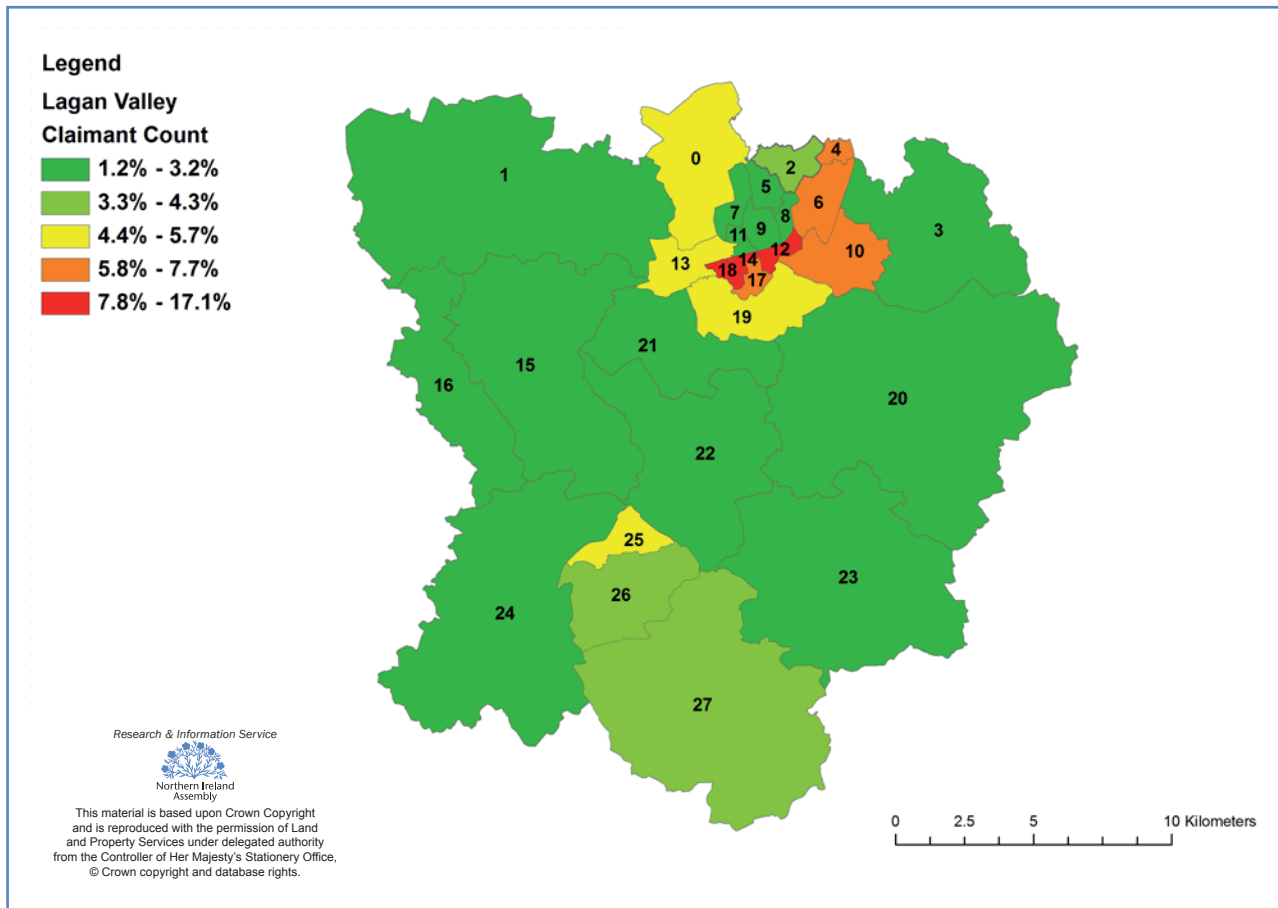 Legend
Lagan Valley
Claimant Count
1.2% - 3.2%
3.3% - 4.3%
4.4% - 5.7%
5.8% - 7.7%
7.8% - 17.1%
0
1
2
4
5
6
7
8
3
9
11
10
12
13
14
18
17
19
21
15
16
20
22
25
23
26
24
27
Research & Information Service
Northern Ireland
Assembly
This material is based upon Crown Copyright
and is reproduced with the permission of Land
and Property Services under delegated authority
from the Controller of Her Majesty's Stationery Office,
© Crown copyright and database rights.
0 2.5 5 10 Kilometers